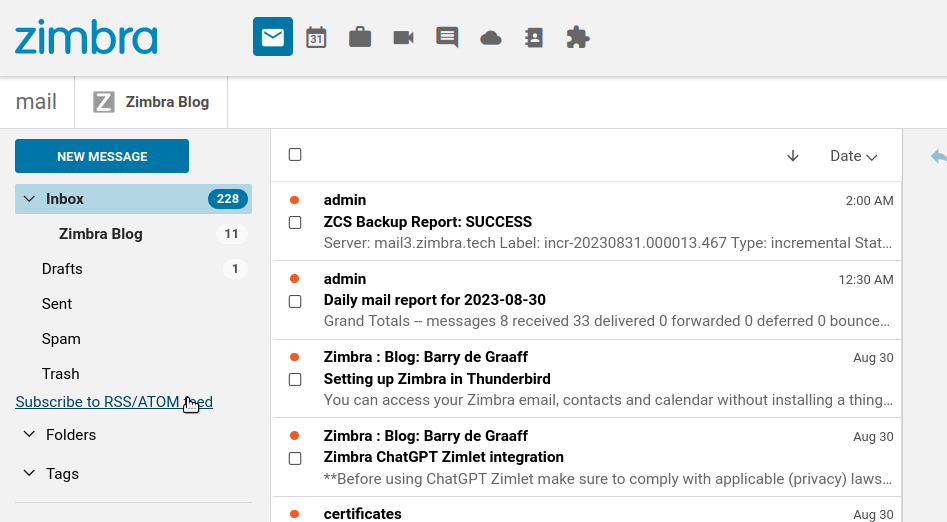 zimbra
31
mail
Z Zimbra Blog
NEW MESSAGE
Date
Inbox 228
Zimbra Blog 11
Drafts 1
Sent
Spam
Trash
Subscribe to RSS/ATOM feed
Folders
Tags
admin 2:00 AM
ZCS Backup Report: SUCCESS
Server: mail3.zimbra.tech Label: incr-20230831.000013.467 Type: incremental Stat...
admin 12:30 AM
Daily mail report for 2023-08-30
Grand Totals -- messages 8 received 33 delivered 0 forwarded 0 deferred 0 bounce...
Zimbra : Blog: Barry de Graaff Aug 30
Setting up Zimbra in Thunderbird
You can access your Zimbra email, contacts and calendar without installing a thing...
Zimbra : Blog: Barry de Graaff Aug 30
Zimbra ChatGPT Zimlet integration
**Before using ChatGPT Zimlet make sure to comply with applicable (privacy) laws...
certificates Aug 30